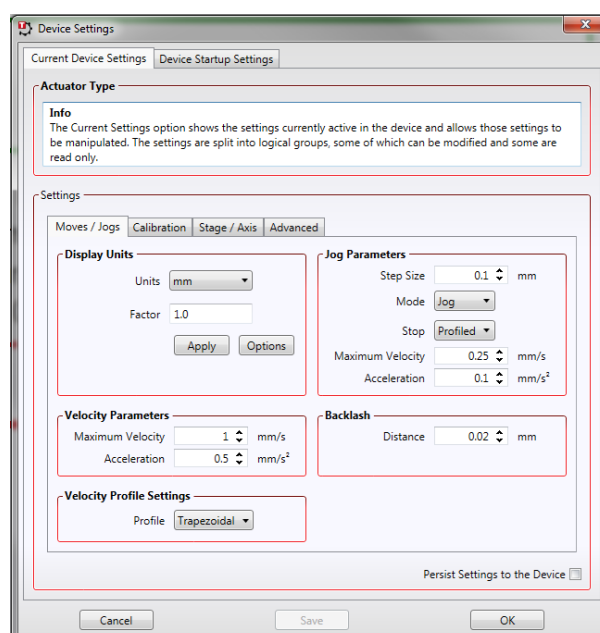 Device Settings
Current Device Settings Device Startup Settings
Actuator Type
Info
The Current Settings option shows the settings currently active in the device and allows those settings to
be manipulated. The settings are split into logical groups, some of which can be modified and some are
read only.
Settings
Moves / Jogs Calibration Stage / Axis Advanced
Display Units
Units mm
Factor 1.0
Apply Options
Jog Parameters
Step Size 0.1 mm
Mode Jog
Stop Profiled
Maximum Velocity 0.25 mm/s
Acceleration 0.1 mm/s²
Velocity Parameters
Maximum Velocity 1 mm/s
Acceleration 0.5 mm/s²
Backlash
Distance 0.02 mm
Velocity Profile Settings
Profile Trapezoidal
Persist Settings to the Device
Cancel Save OK